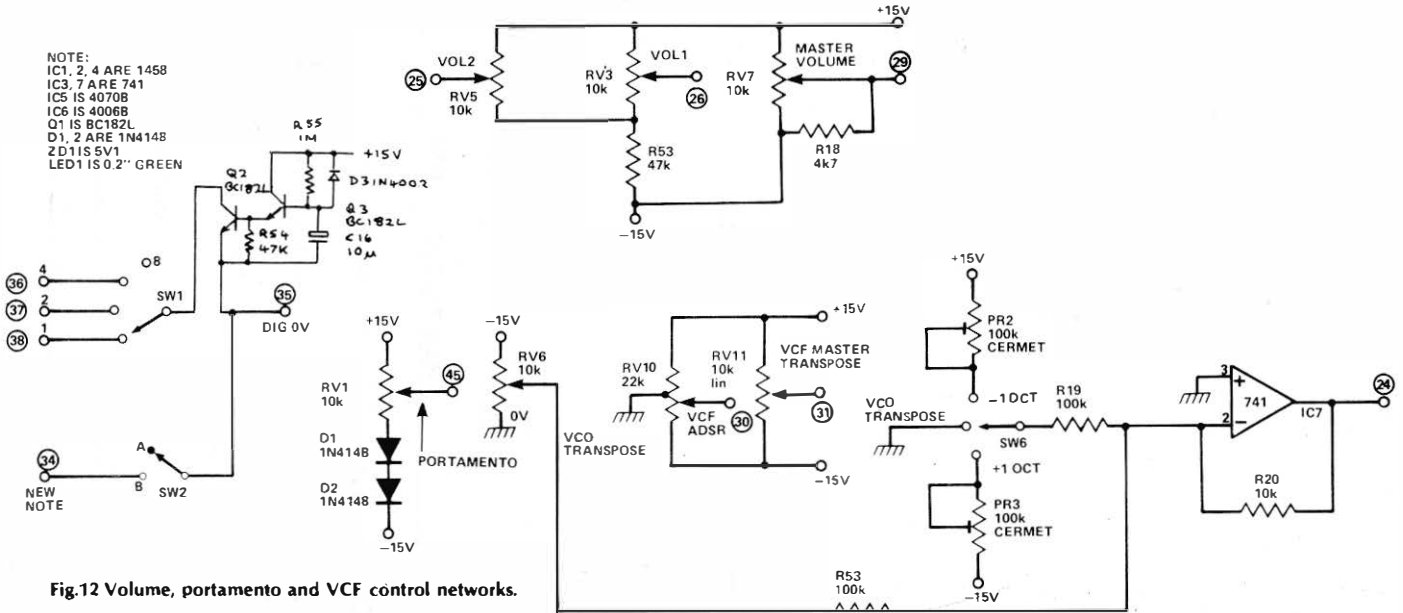 NOTE:
IC1, 2, 4 ARE 1458
IC3, 7 ARE 741
IC5 IS 4070B
IC6 IS 4006B
Q1 IS BC182L
D1, 2 ARE 1N4148
ZD1 IS 5V1
LED1 IS 0.2'' GREEN
R55
1M
+15V
Q2
BC182L
D3 1N4002
Q3
BC182L
R54
47K
C16
10μ
8
36
4
37
2
38
1
SW1
35
DIG 0V
34
NEW
NOTE
A
B
SW2
+15V
VOL2
25
RV5
10k
RV3
10k
VOL1
26
RV7
10k
MASTER
VOLUME
29
R53
47k
R18
4k7
−15V
+15V
RV1
10k
45
D1
1N414B
D2
1N4148
PORTAMENTO
−15V
−15V
RV6
10k
0V
VCO
TRANSPOSE
+15V
RV10
22k
RV11
10k
lin
VCF MASTER
TRANSPOSE
VCF
ADSR
30
31
−15V
+15V
PR2
100k
CERMET
−1 DCT
VCO
TRANSPOSE
SW6
R19
100k
+1 OCT
PR3
100k
CERMET
−15V
R53
100k
3
+
741
2
−
IC7
24
R20
10k
Fig.12 Volume, portamento and VCF control networks.